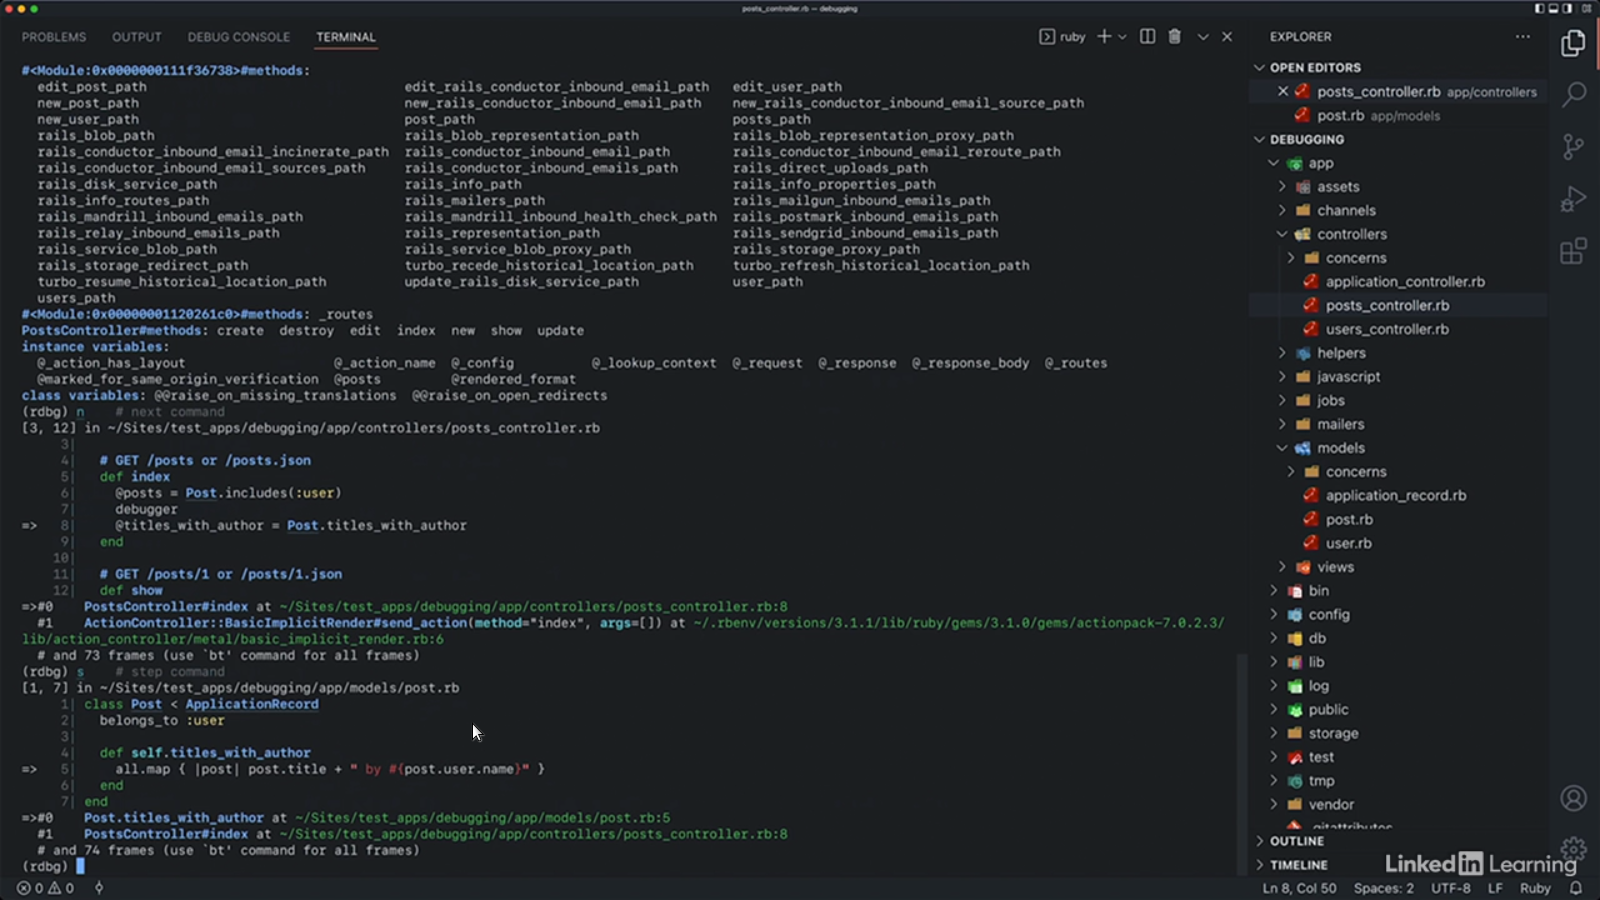 posts_controller.rb — debugging
PROBLEMS OUTPUT DEBUG CONSOLE TERMINAL
ruby
#<Module:0x0000000111f36738>#methods:
edit_post_path edit_rails_conductor_inbound_email_path edit_user_path
new_post_path new_rails_conductor_inbound_email_path new_rails_conductor_inbound_email_source_path
new_user_path post_path posts_path
rails_blob_path rails_blob_representation_path rails_blob_representation_proxy_path
rails_conductor_inbound_email_incinerate_path rails_conductor_inbound_email_path rails_conductor_inbound_email_reroute_path
rails_conductor_inbound_email_sources_path rails_conductor_inbound_emails_path rails_direct_uploads_path
rails_disk_service_path rails_info_path rails_info_properties_path
rails_info_routes_path rails_mailers_path rails_mailgun_inbound_emails_path
rails_mandrill_inbound_emails_path rails_mandrill_inbound_health_check_path rails_postmark_inbound_emails_path
rails_relay_inbound_emails_path rails_representation_path rails_sendgrid_inbound_emails_path
rails_service_blob_path rails_service_blob_proxy_path rails_storage_proxy_path
rails_storage_redirect_path turbo_recede_historical_location_path turbo_refresh_historical_location_path
turbo_resume_historical_location_path update_rails_disk_service_path user_path
users_path
#<Module:0x00000001120261c0>#methods: _routes
PostsController#methods: create destroy edit index new show update
instance variables:
@_action_has_layout @_action_name @_config @_lookup_context @_request @_response @_response_body @_routes
@marked_for_same_origin_verification @posts @rendered_format
class variables: @@raise_on_missing_translations @@raise_on_open_redirects
(rdbg) n # next command
[3, 12] in ~/Sites/test_apps/debugging/app/controllers/posts_controller.rb
3|
4| # GET /posts or /posts.json
5| def index
6| @posts = Post.includes(:user)
7| debugger
=> 8| @titles_with_author = Post.titles_with_author
9| end
10|
11| # GET /posts/1 or /posts/1.json
12| def show
=>#0 PostsController#index at ~/Sites/test_apps/debugging/app/controllers/posts_controller.rb:8
#1 ActionController::BasicImplicitRender#send_action(method="index", args=[]) at ~/.rbenv/versions/3.1.1/lib/ruby/gems/3.1.0/gems/actionpack-7.0.2.3/
lib/action_controller/metal/basic_implicit_render.rb:6
# and 73 frames (use `bt' command for all frames)
(rdbg) s # step command
[1, 7] in ~/Sites/test_apps/debugging/app/models/post.rb
1| class Post < ApplicationRecord
2| belongs_to :user
3|
4| def self.titles_with_author
=> 5| all.map { |post| post.title + " by #{post.user.name}" }
6| end
7| end
=>#0 Post.titles_with_author at ~/Sites/test_apps/debugging/app/models/post.rb:5
#1 PostsController#index at ~/Sites/test_apps/debugging/app/controllers/posts_controller.rb:8
# and 74 frames (use `bt' command for all frames)
(rdbg)
EXPLORER
OPEN EDITORS
posts_controller.rb app/controllers
post.rb app/models
DEBUGGING
app
assets
channels
controllers
concerns
application_controller.rb
posts_controller.rb
users_controller.rb
helpers
javascript
jobs
mailers
models
concerns
application_record.rb
post.rb
user.rb
views
bin
config
db
lib
log
public
storage
test
tmp
vendor
.gitattributes
OUTLINE
TIMELINE
LinkedIn Learning
0 0
Ln 8, Col 50 Spaces: 2 UTF-8 LF Ruby